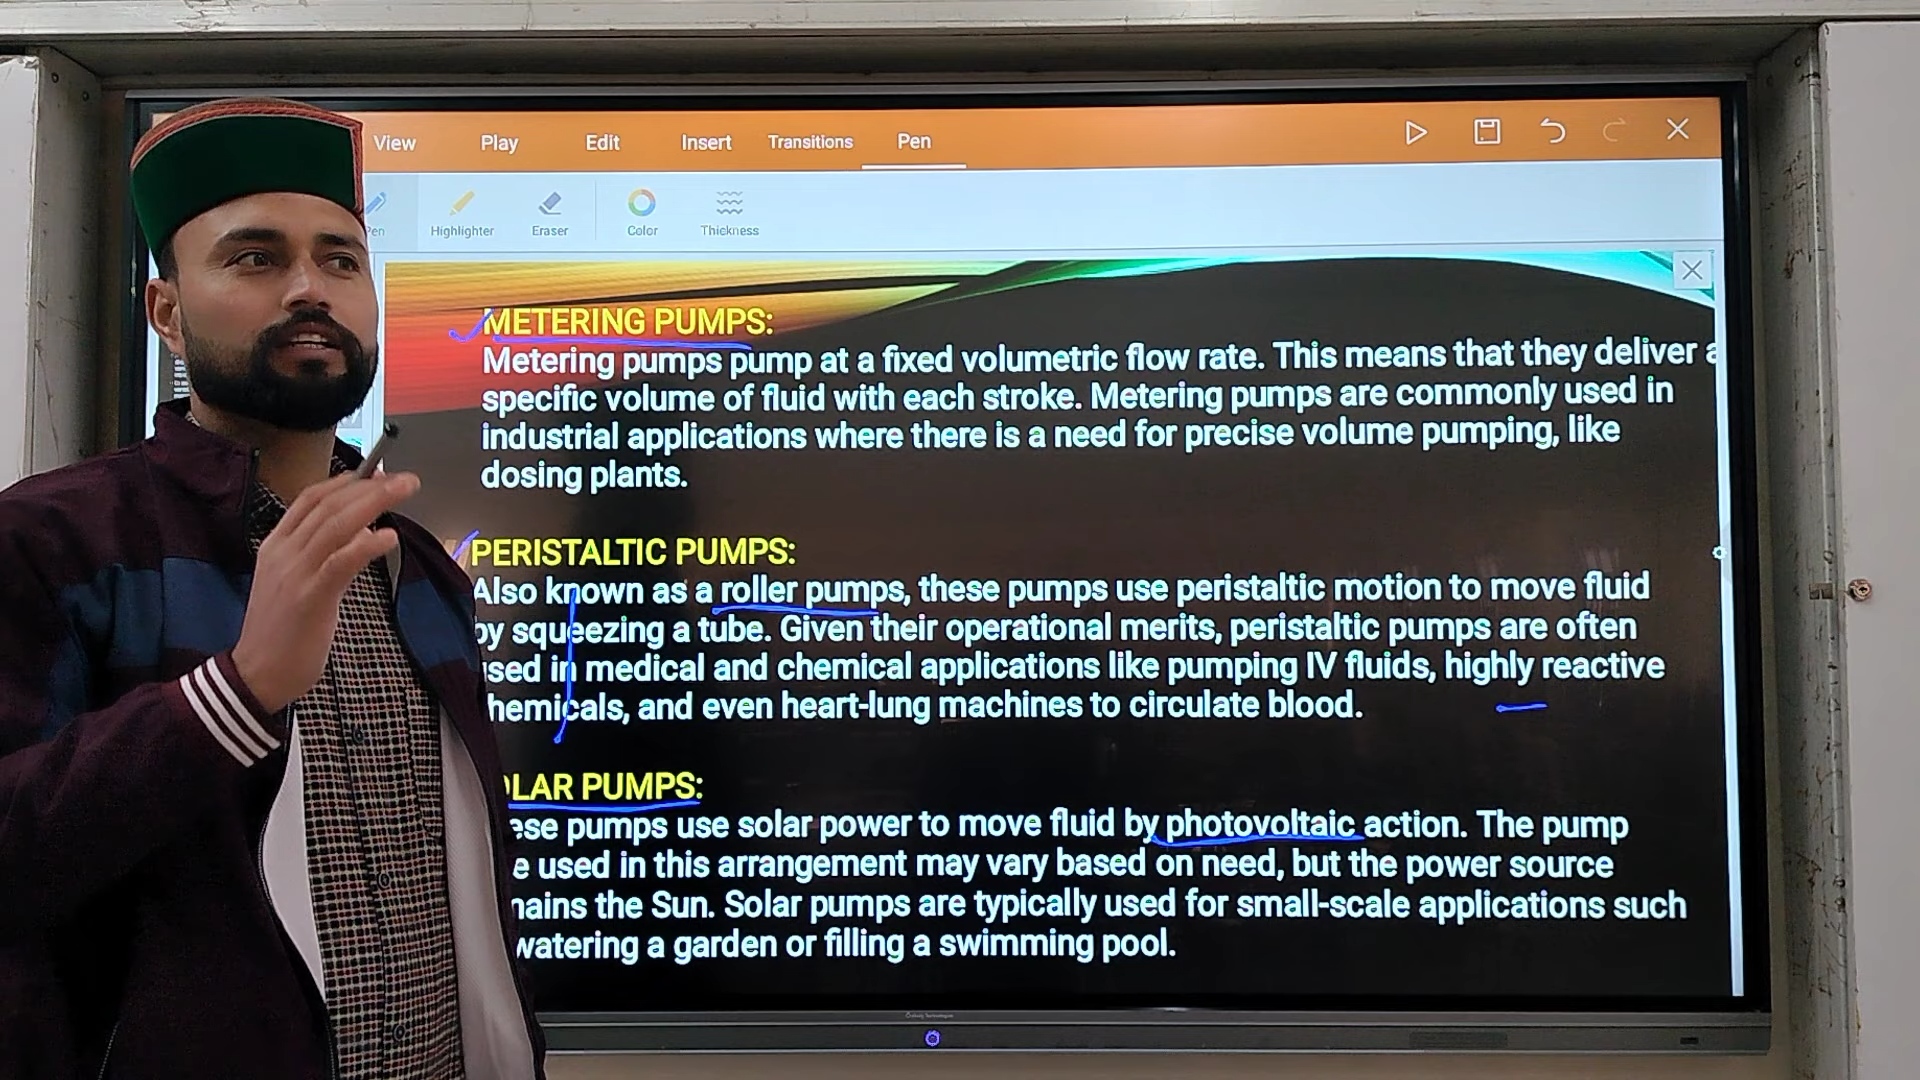 View Play Edit Insert Transitions Pen
Pen Highlighter Eraser Color Thickness
METERING PUMPS:
Metering pumps pump at a fixed volumetric flow rate. This means that they deliver a
specific volume of fluid with each stroke. Metering pumps are commonly used in
industrial applications where there is a need for precise volume pumping, like
dosing plants.
PERISTALTIC PUMPS:
Also known as a roller pumps, these pumps use peristaltic motion to move fluid
by squeezing a tube. Given their operational merits, peristaltic pumps are often
used in medical and chemical applications like pumping IV fluids, highly reactive
hemicals, and even heart-lung machines to circulate blood.
OLAR PUMPS:
ese pumps use solar power to move fluid by photovoltaic action. The pump
e used in this arrangement may vary based on need, but the power source
mains the Sun. Solar pumps are typically used for small-scale applications such
watering a garden or filling a swimming pool.